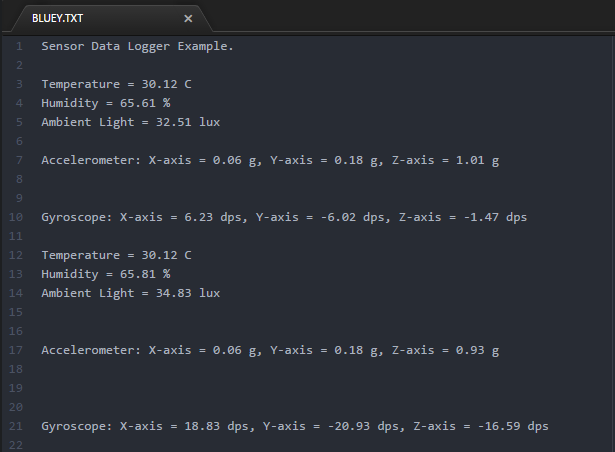 BLUEY.TXT
1 Sensor Data Logger Example.
2
3 Temperature = 30.12 C
4 Humidity = 65.61 %
5 Ambient Light = 32.51 lux
6
7 Accelerometer: X-axis = 0.06 g, Y-axis = 0.18 g, Z-axis = 1.01 g
8
9
10 Gyroscope: X-axis = 6.23 dps, Y-axis = -6.02 dps, Z-axis = -1.47 dps
11
12 Temperature = 30.12 C
13 Humidity = 65.81 %
14 Ambient Light = 34.83 lux
15
16
17 Accelerometer: X-axis = 0.06 g, Y-axis = 0.18 g, Z-axis = 0.93 g
18
19
20
21 Gyroscope: X-axis = 18.83 dps, Y-axis = -20.93 dps, Z-axis = -16.59 dps
22